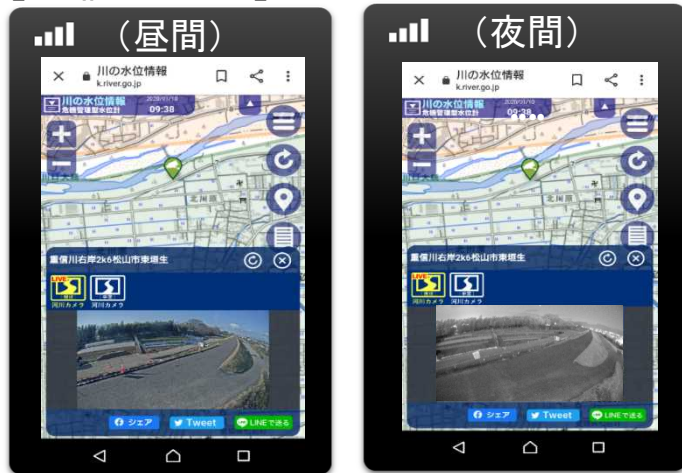 （昼間）
川の水位情報
k.river.go.jp
川の水位情報
危機管理型水位計
09:38
北川原
重信川右岸2k6松山市東垣生
LIVE
河川カメラ
河川カメラ
シェア
Tweet
LINEで送る
（夜間）
川の水位情報
k.river.go.jp
川の水位情報
危機管理型水位計
09:38
北川原
重信川右岸2k6松山市東垣生
LIVE
河川カメラ
河川カメラ
シェア
Tweet
LINEで送る